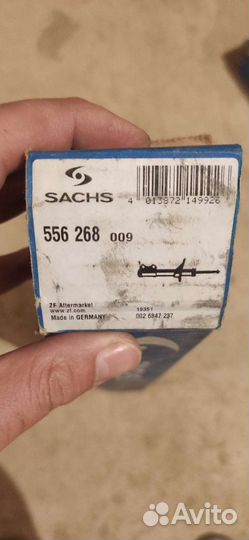 SACHS
4 013872 149926
556 268 009
ZF Aftermarket
www.zf.com
Made in GERMANY
19351
002 6847 237
Avito